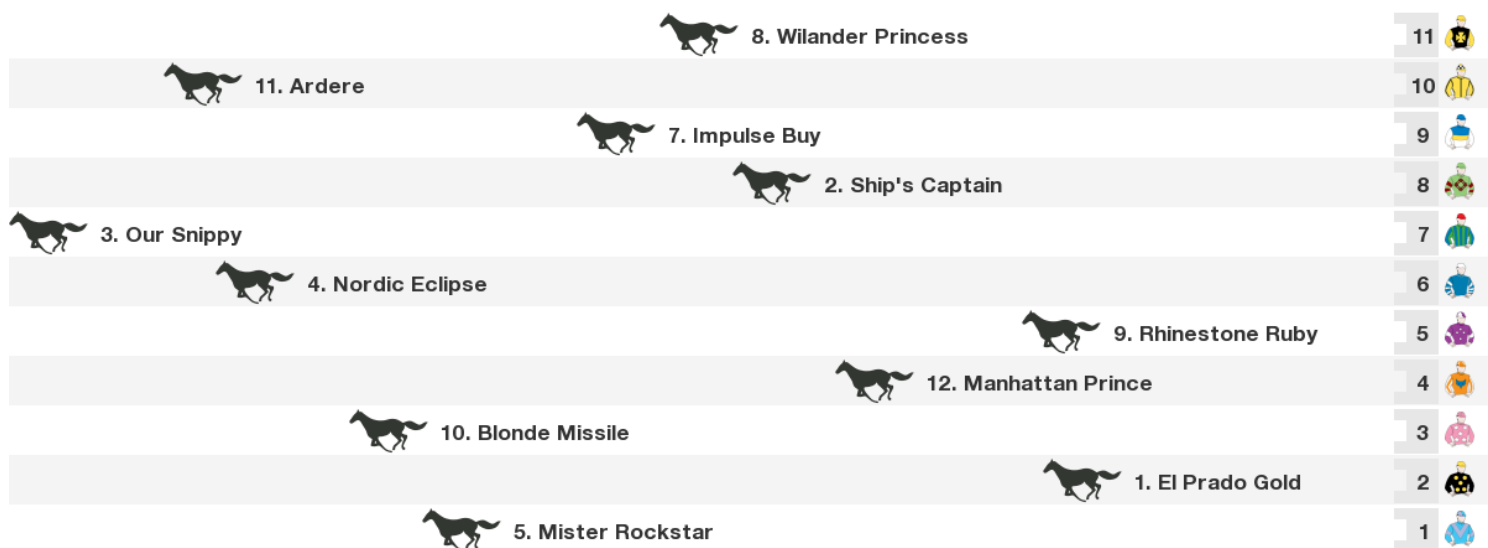 8. Wilander Princess 11
11. Ardere 10
7. Impulse Buy 9
2. Ship's Captain 8
3. Our Snippy 7
4. Nordic Eclipse 6
9. Rhinestone Ruby 5
12. Manhattan Prince 4
10. Blonde Missile 3
1. El Prado Gold 2
5. Mister Rockstar 1